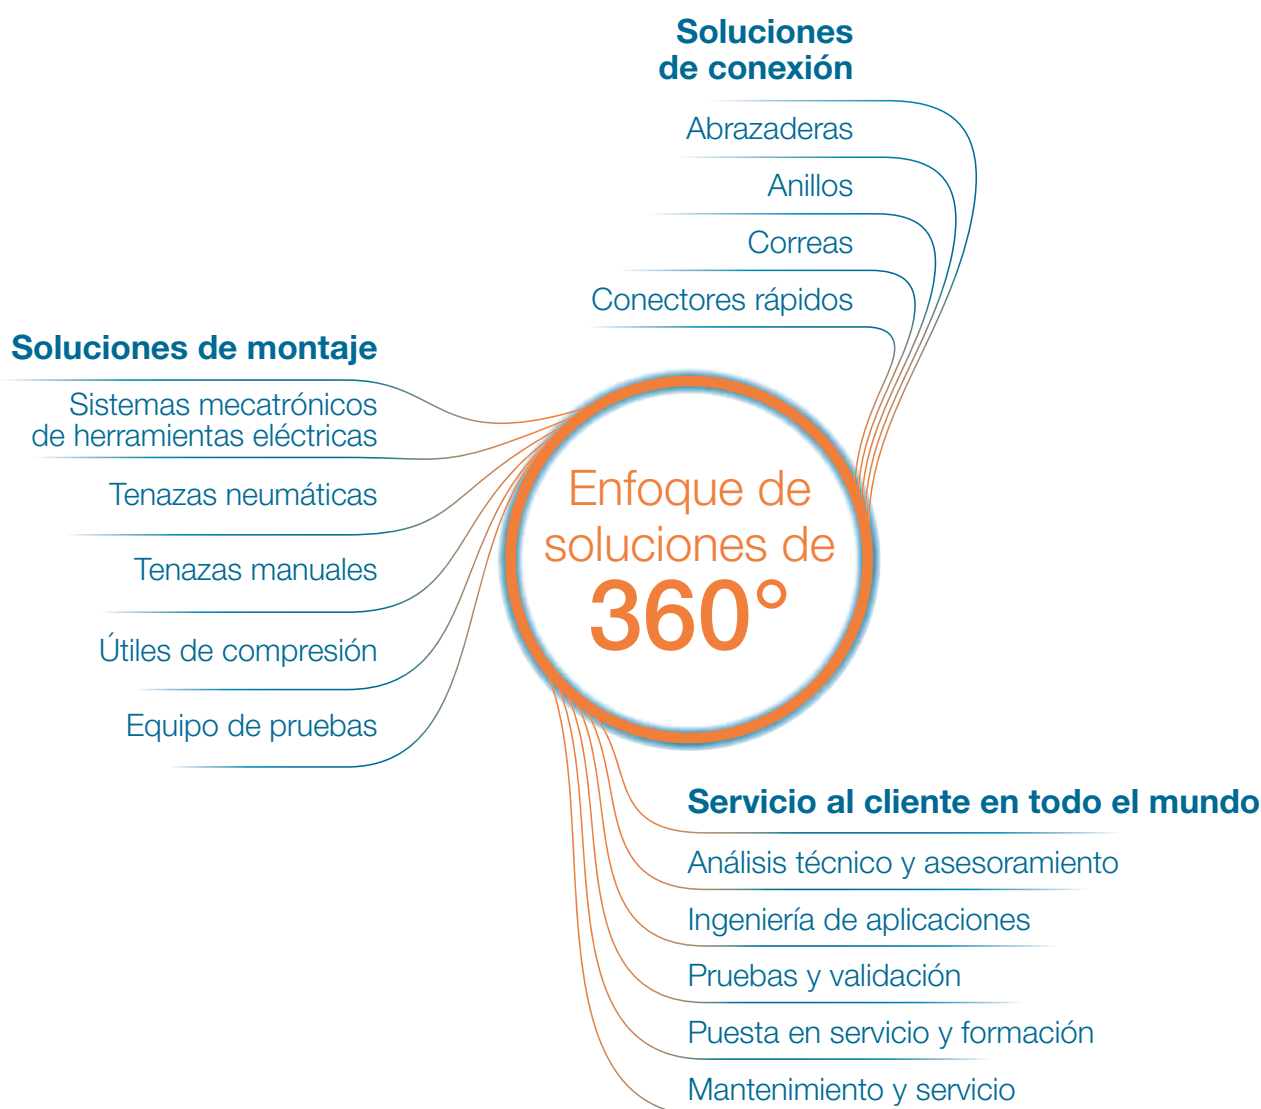 Soluciones
de conexión
Abrazaderas
Anillos
Correas
Conectores rápidos
Soluciones de montaje
Sistemas mecatrónicos
de herramientas eléctricas
Tenazas neumáticas
Tenazas manuales
Útiles de compresión
Equipo de pruebas
Enfoque de
soluciones de
360°
Servicio al cliente en todo el mundo
Análisis técnico y asesoramiento
Ingeniería de aplicaciones
Pruebas y validación
Puesta en servicio y formación
Mantenimiento y servicio